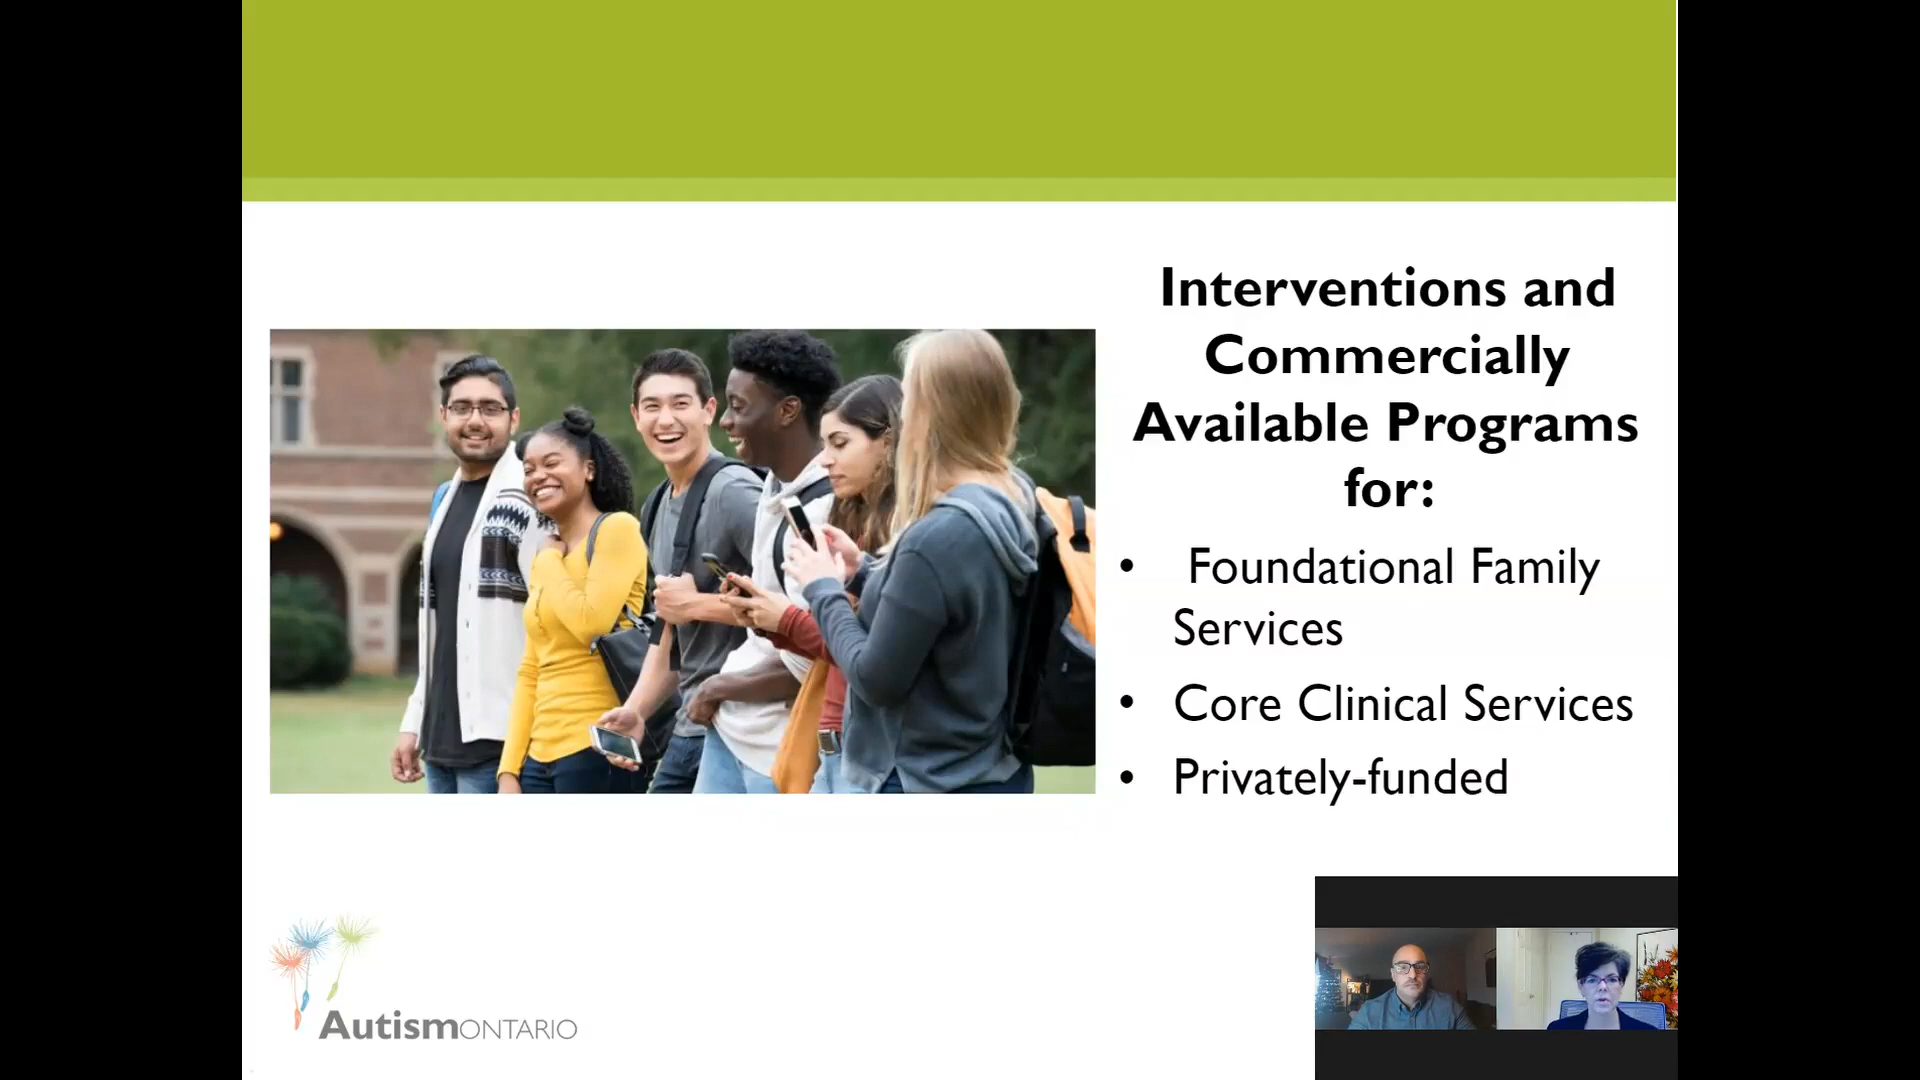 Interventions and
Commercially
Available Programs
for:
• Foundational Family
Services
• Core Clinical Services
• Privately-funded
AutismONTARIO